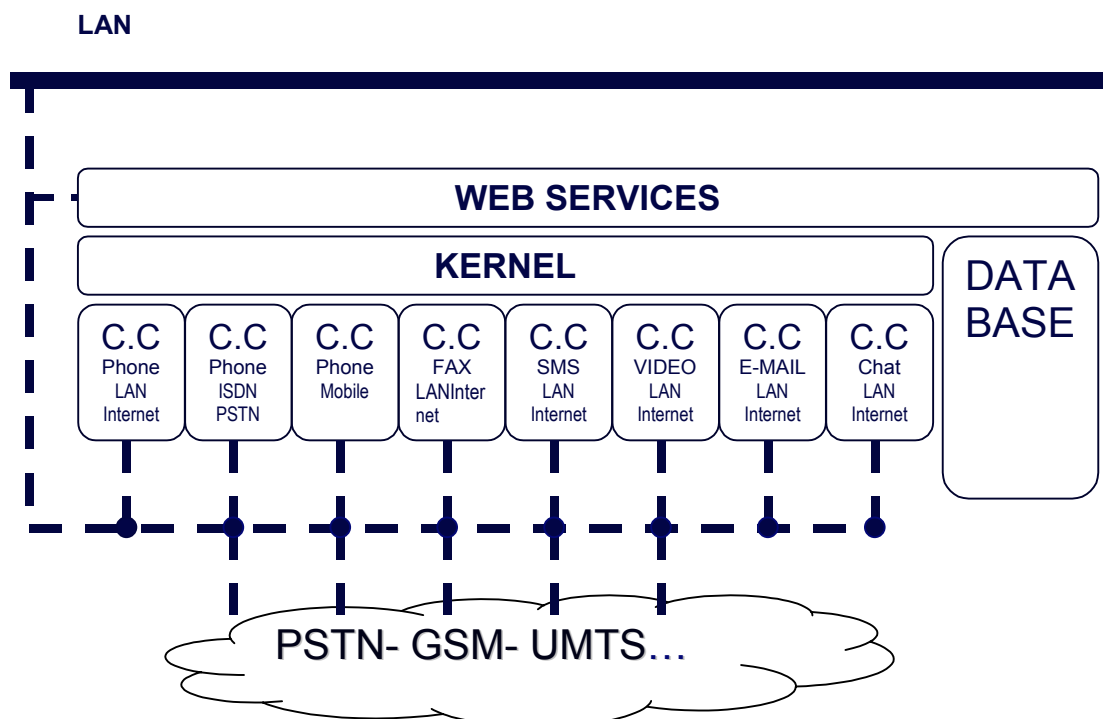 LAN
WEB SERVICES
KERNEL
DATA
BASE
C.C
Phone
LAN
Internet
C.C
Phone
ISDN
PSTN
C.C
Phone
Mobile
C.C
FAX
LANInter
net
C.C
SMS
LAN
Internet
C.C
VIDEO
LAN
Internet
C.C
E-MAIL
LAN
Internet
C.C
Chat
LAN
Internet
PSTN- GSM- UMTS...